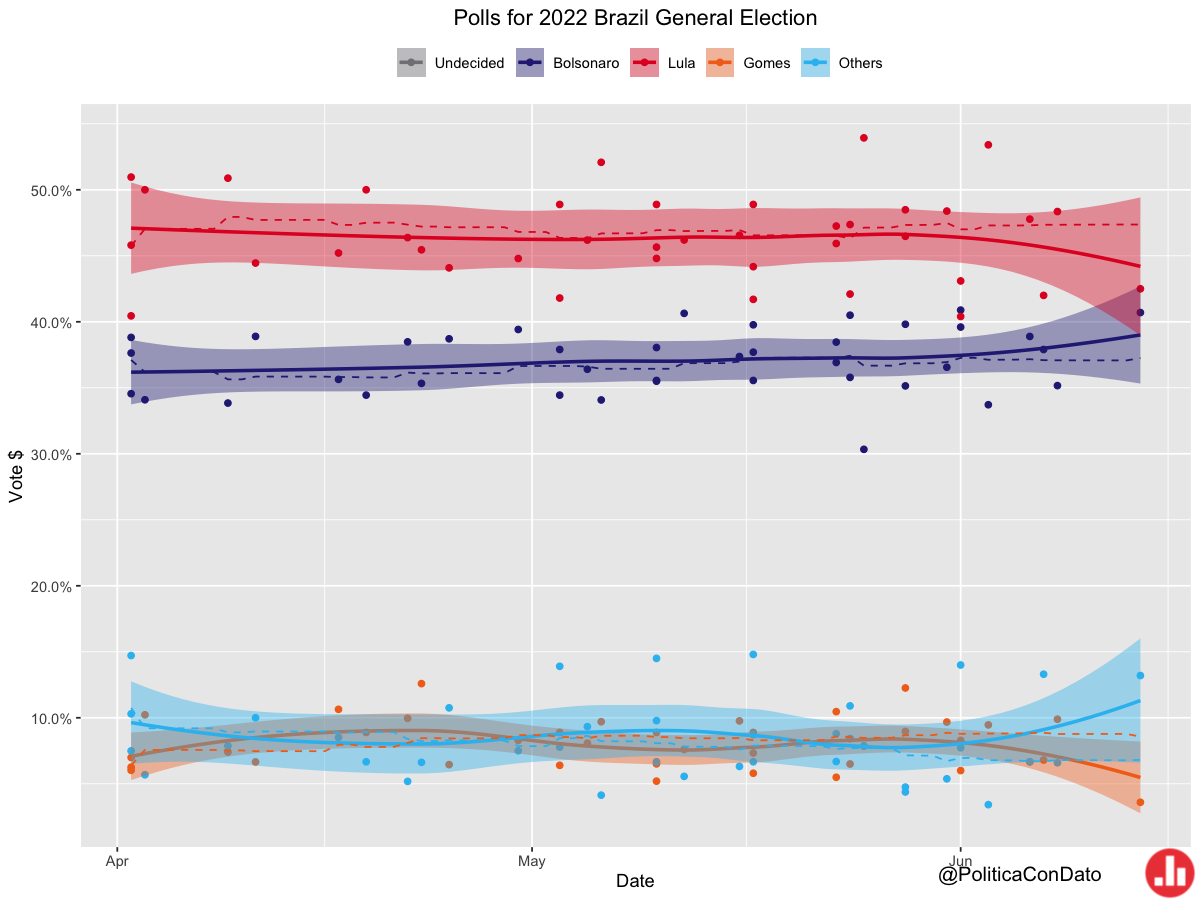 Polls for 2022 Brazil General Election
Undecided Bolsonaro Lula Gomes Others
50.0%
40.0%
30.0%
20.0%
10.0%
Vote $
Apr May Jun
Date
@PoliticaConDato